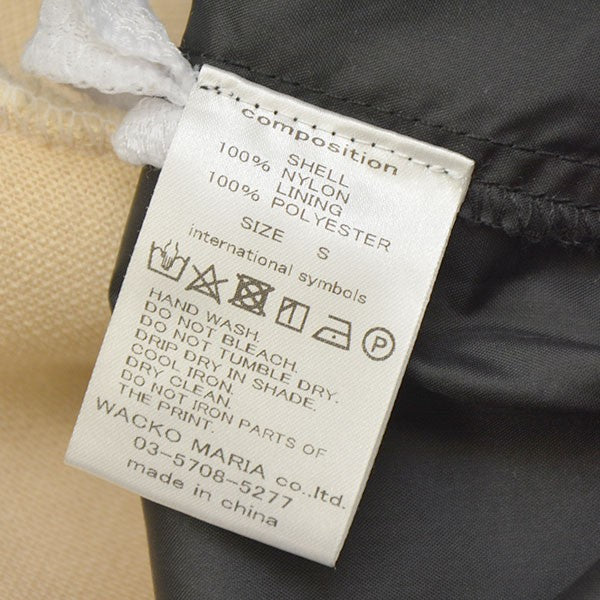 composition
SHELL
100% NYLON
LINING
100% POLYESTER
SIZE S
international symbols
P
HAND WASH.
DO NOT BLEACH.
DO NOT TUMBLE DRY.
DRIP DRY IN SHADE.
COOL IRON.
DRY CLEAN.
DO NOT IRON PARTS OF
THE PRINT.
WACKO MARIA co.,ltd.
03-5708-5277
made in china